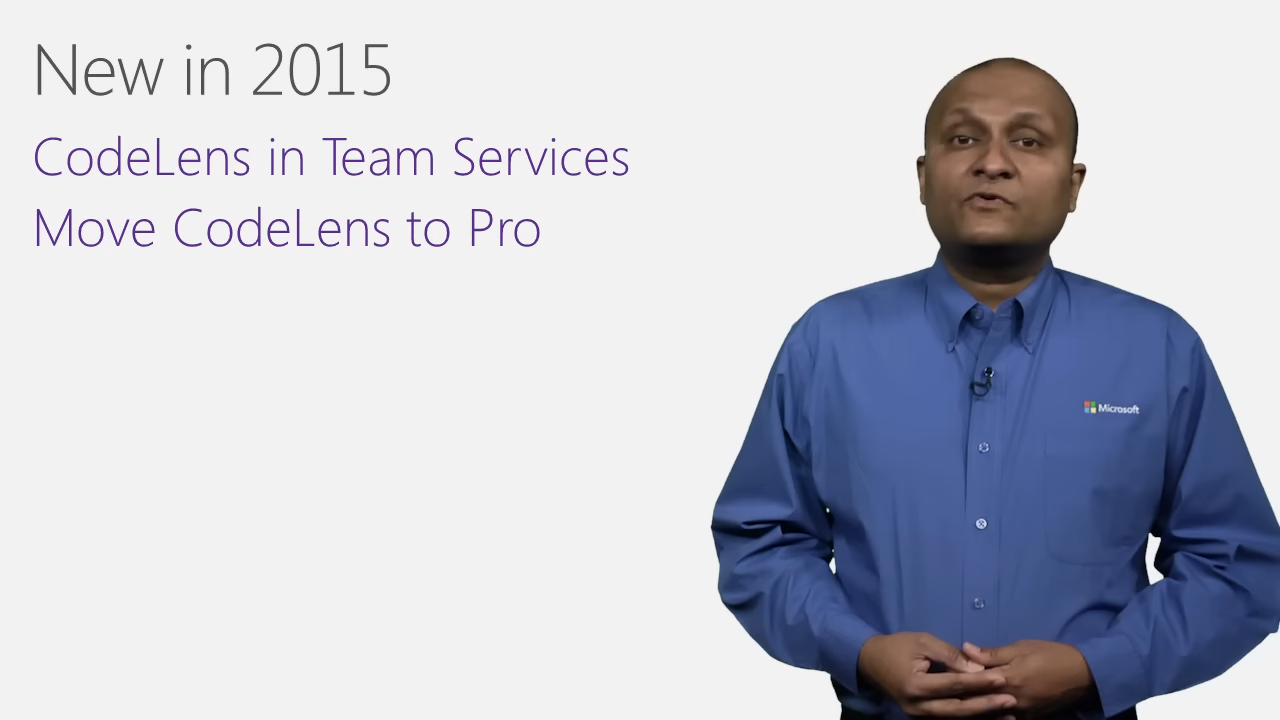 New in 2015
CodeLens in Team Services
Move CodeLens to Pro
Microsoft